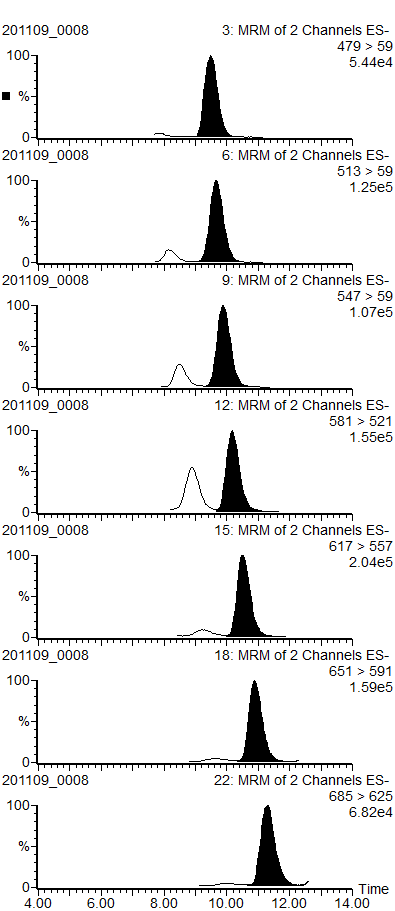 201109_0008 3: MRM of 2 Channels ES-
479 > 59
5.44e4
100
%
0
201109_0008 6: MRM of 2 Channels ES-
513 > 59
1.25e5
100
%
0
201109_0008 9: MRM of 2 Channels ES-
547 > 59
1.07e5
100
%
0
201109_0008 12: MRM of 2 Channels ES-
581 > 521
1.55e5
100
%
0
201109_0008 15: MRM of 2 Channels ES-
617 > 557
2.04e5
100
%
0
201109_0008 18: MRM of 2 Channels ES-
651 > 591
1.59e5
100
%
0
201109_0008 22: MRM of 2 Channels ES-
685 > 625
6.82e4
100
%
0
Time
4.00 6.00 8.00 10.00 12.00 14.00